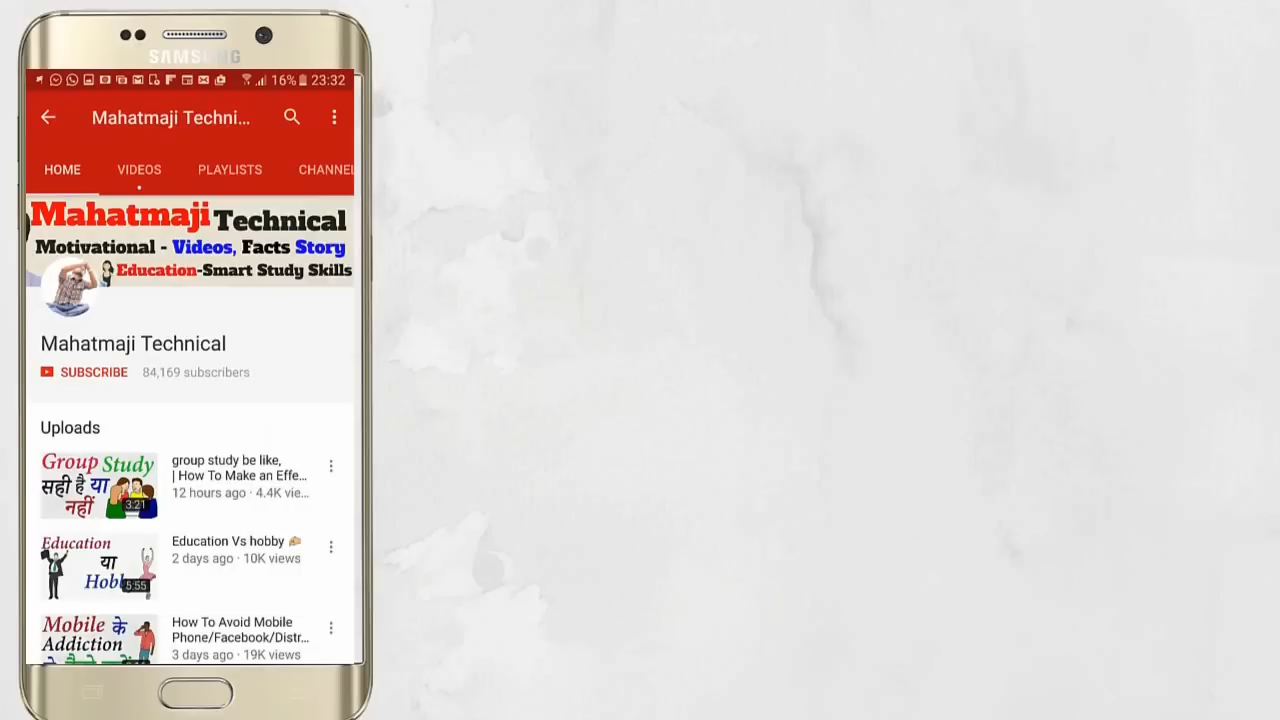 SAMSUNG
16% 23:32
Mahatmaji Techni...
HOME VIDEOS PLAYLISTS CHANNEL
Mahatmaji Technical
Motivational - Videos, Facts Story
Education-Smart Study Skills
Mahatmaji Technical
SUBSCRIBE 84,169 subscribers
Uploads
Group Study
सही है या
नहीं
3:21
group study be like,
| How To Make an Effe...
12 hours ago · 4.4K vie...
Education
या
5:55
Education Vs hobby
2 days ago · 10K views
Mobile के
Addiction
How To Avoid Mobile
Phone/Facebook/Distr...
3 days ago · 19K views